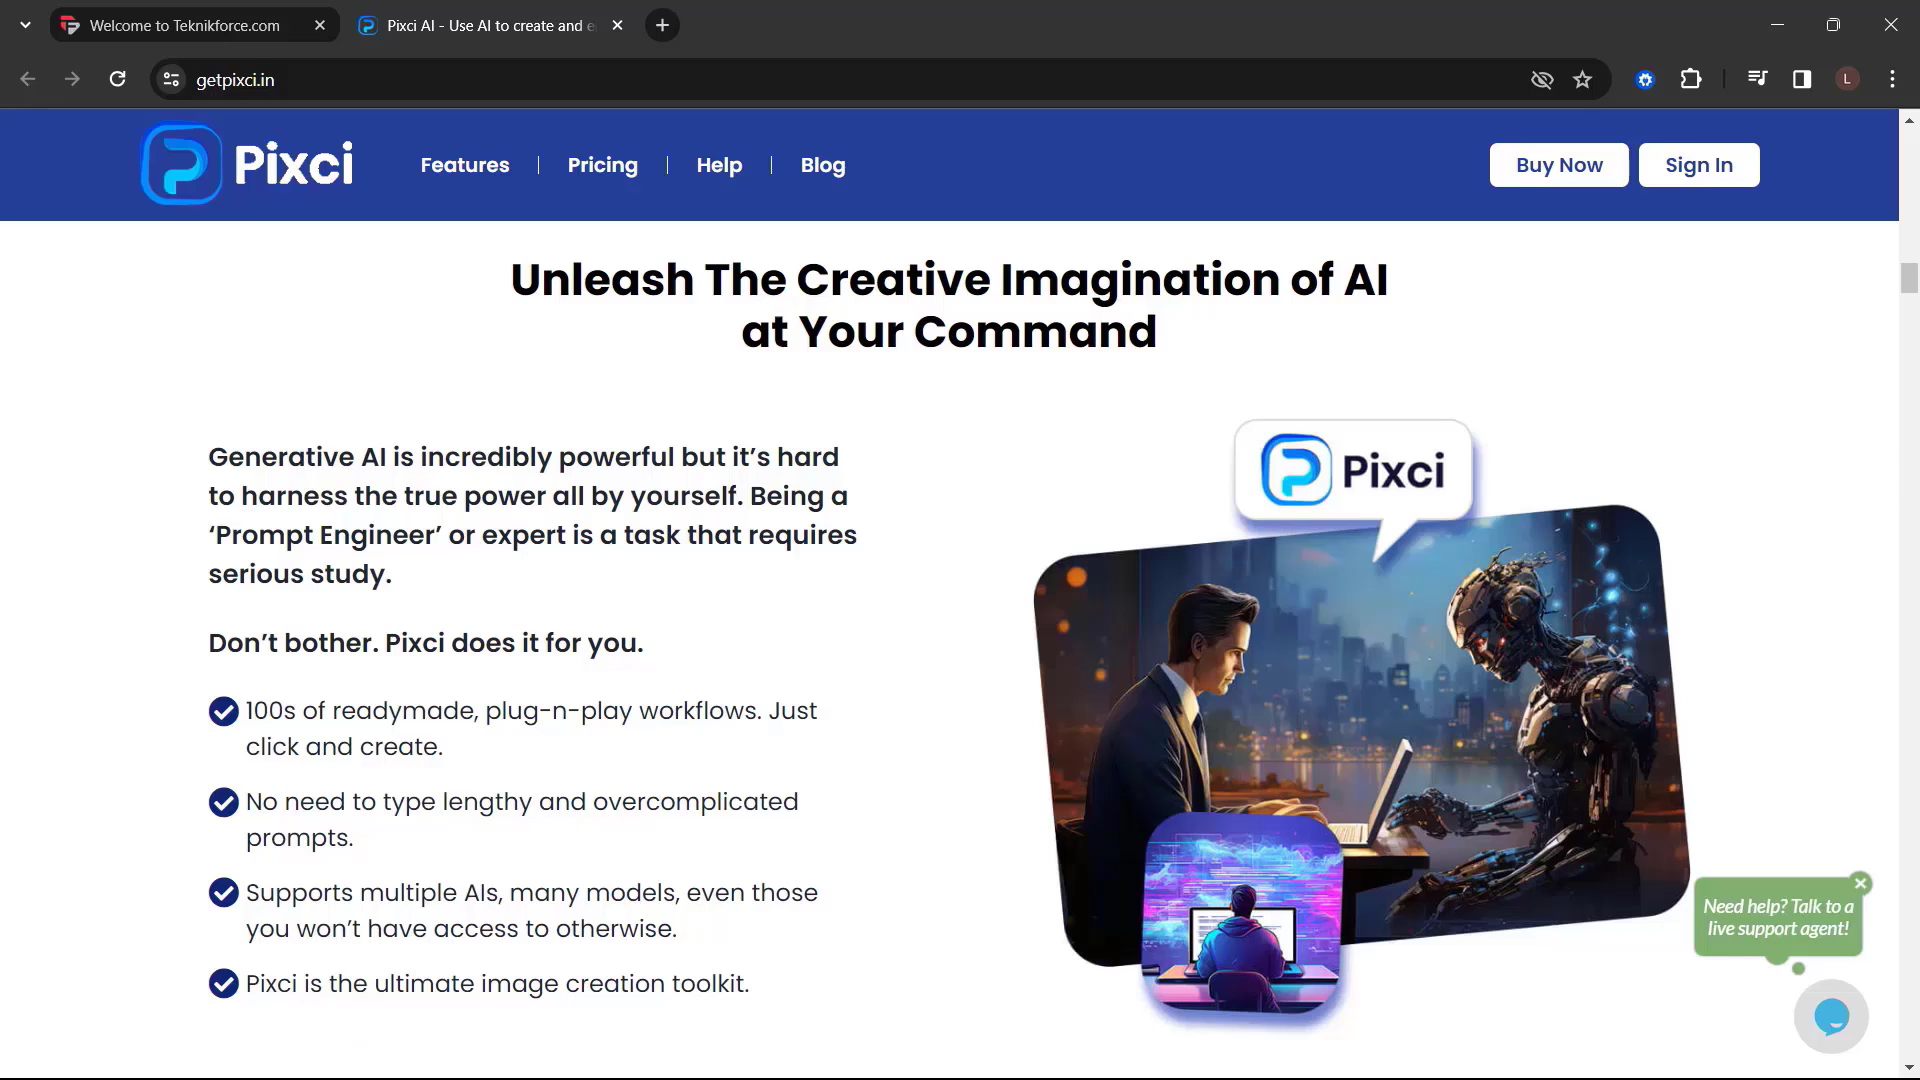 Welcome to Teknikforce.com
Pixci AI - Use AI to create and e
getpixci.in
L
Pixci
Features
Pricing
Help
Blog
Buy Now
Sign In
Unleash The Creative Imagination of AI
at Your Command
Generative AI is incredibly powerful but it’s hard
to harness the true power all by yourself. Being a
‘Prompt Engineer’ or expert is a task that requires
serious study.
Don’t bother. Pixci does it for you.
100s of readymade, plug-n-play workflows. Just
click and create.
No need to type lengthy and overcomplicated
prompts.
Supports multiple AIs, many models, even those
you won’t have access to otherwise.
Pixci is the ultimate image creation toolkit.
Pixci
Need help? Talk to a
live support agent!